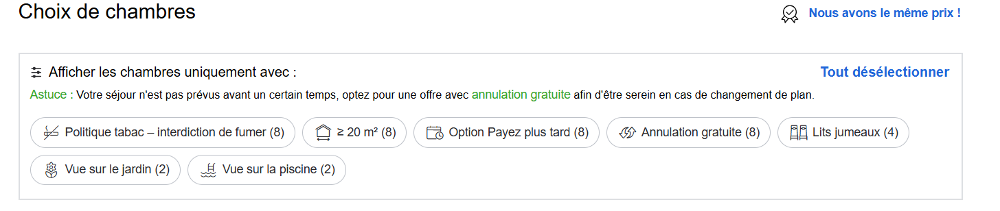 Choix de chambres
Nous avons le même prix !
Afficher les chambres uniquement avec :
Tout désélectionner
Astuce : Votre séjour n'est pas prévus avant un certain temps, optez pour une offre avec annulation gratuite afin d'être serein en cas de changement de plan.
Politique tabac – interdiction de fumer (8)
≥ 20 m² (8)
Option Payez plus tard (8)
Annulation gratuite (8)
Lits jumeaux (4)
Vue sur le jardin (2)
Vue sur la piscine (2)